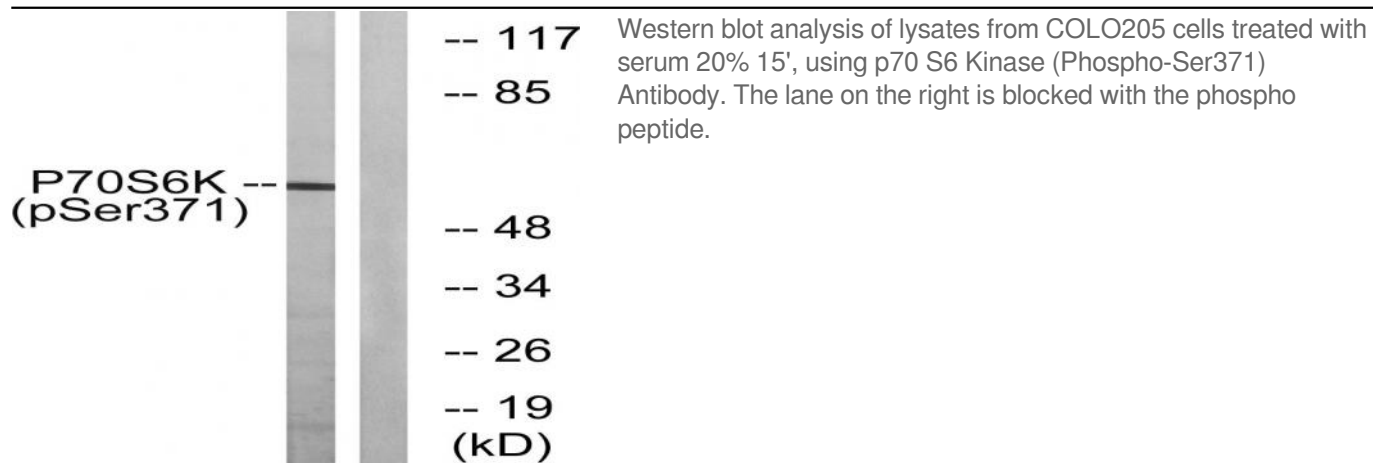 -- 117
-- 85
P70S6K --
(pSer371)
-- 48
-- 34
-- 26
-- 19
(kD)
Western blot analysis of lysates from COLO205 cells treated with
serum 20% 15', using p70 S6 Kinase (Phospho-Ser371)
Antibody. The lane on the right is blocked with the phospho
peptide.